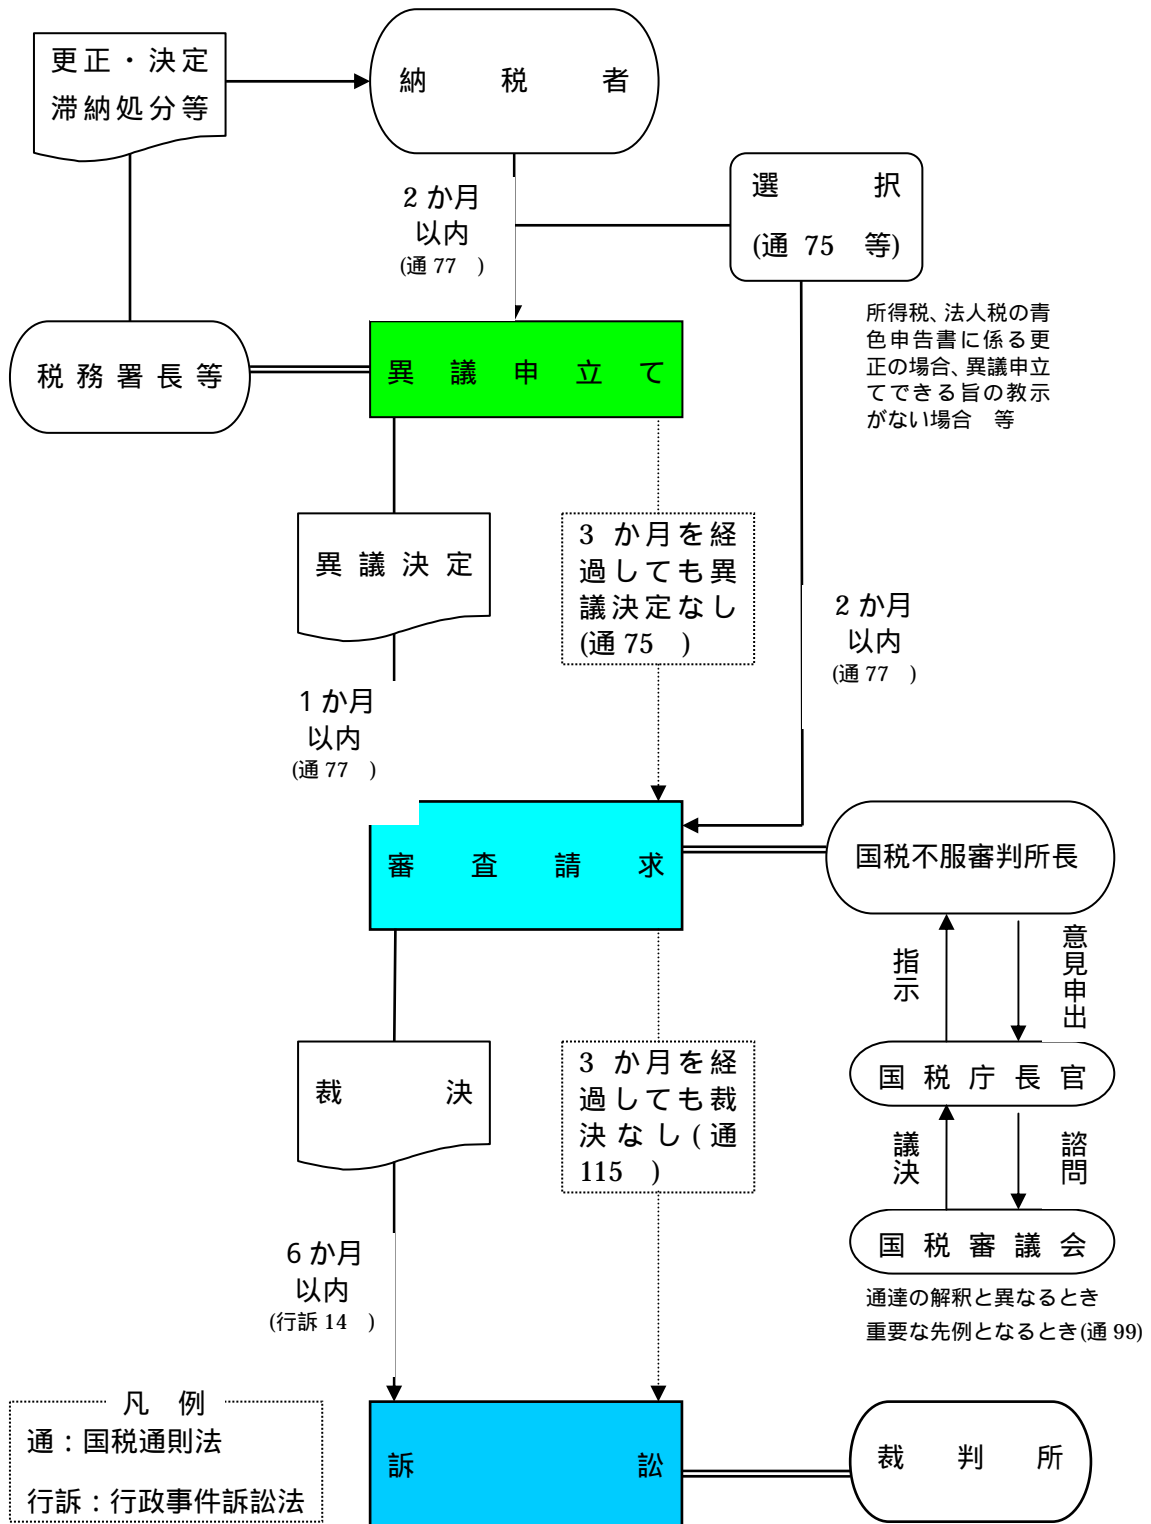 更正・決定
滞納処分等
納税者
2 か月
以内
(通 77 )
選択
(通 75 等)
所得税、法人税の青
色申告書に係る更
正の場合、異議申立
てできる旨の教示
がない場合 等
税務署長等
異議申立て
異議決定
3 か月を経
過しても異
議決定なし
(通 75 )
2 か月
以内
(通 77 )
1 か月
以内
(通 77 )
審査請求
国税不服審判所長
指示
意見申出
裁決
3 か月を経
過しても裁
決なし(通
115 )
国税庁長官
議決
諮問
国税審議会
6 か月
以内
(行訴 14 )
通達の解釈と異なるとき
重要な先例となるとき(通 99)
凡 例
通:国税通則法
行訴:行政事件訴訟法
訴訟
裁判所